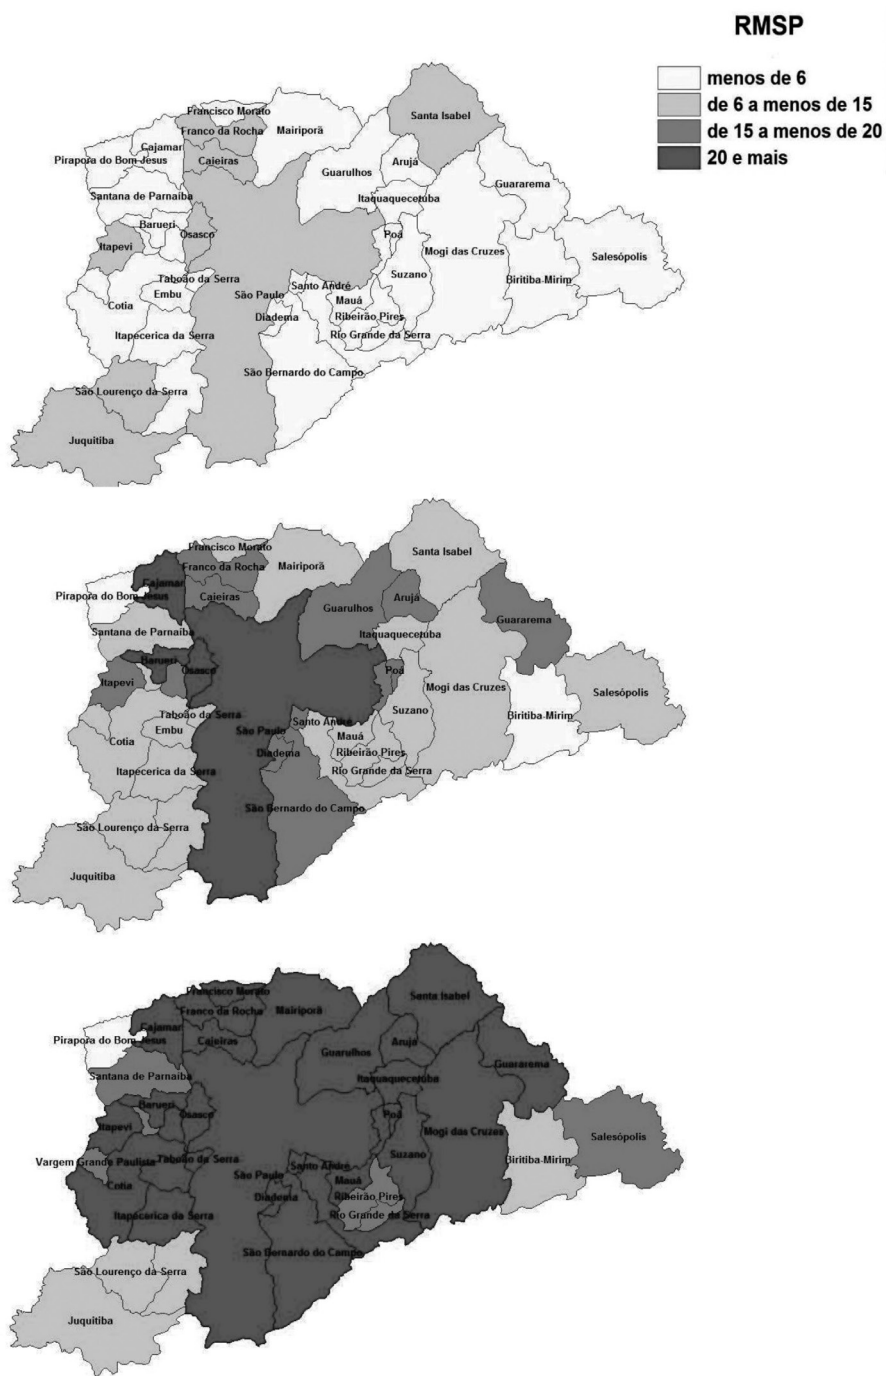 RMSP
menos de 6
de 6 a menos de 15
de 15 a menos de 20
20 e mais
Francisco Morato
Santa Isabel
Franco da Rocha
Mairiporã
Cajamar
Pirapora do Bom Jesus
Caieiras
Guarulhos
Arujá
Guararema
Santana de Parnaíba
Itaquaquecetuba
Barueri
Osasco
Poá
Itapevi
Mogi das Cruzes
Salesópolis
Suzano
Taboão da Serra
Santo André
Biritiba-Mirim
Embu
São Paulo
Mauá
Cotia
Diadema
Ribeirão Pires
Itapecerica da Serra
Rio Grande da Serra
São Bernardo do Campo
São Lourenço da Serra
Juquitiba
Francisco Morato
Santa Isabel
Franco da Rocha
Mairiporã
Cajamar
Pirapora do Bom Jesus
Caieiras
Guarulhos
Arujá
Guararema
Santana de Parnaíba
Itaquaquecetuba
Barueri
Osasco
Poá
Itapevi
Mogi das Cruzes
Salesópolis
Suzano
Taboão da Serra
Santo André
Biritiba-Mirim
Embu
São Paulo
Mauá
Cotia
Diadema
Ribeirão Pires
Itapecerica da Serra
Rio Grande da Serra
São Bernardo do Campo
São Lourenço da Serra
Juquitiba
Francisco Morato
Santa Isabel
Franco da Rocha
Mairiporã
Cajamar
Pirapora do Bom Jesus
Caieiras
Guarulhos
Arujá
Guararema
Santana de Parnaíba
Itaquaquecetuba
Barueri
Osasco
Poá
Itapevi
Mogi das Cruzes
Salesópolis
Suzano
Vargem Grande Paulista
Taboão da Serra
Santo André
Biritiba-Mirim
São Paulo
Mauá
Cotia
Diadema
Ribeirão Pires
Itapecerica da Serra
Rio Grande da Serra
São Bernardo do Campo
São Lourenço da Serra
Juquitiba